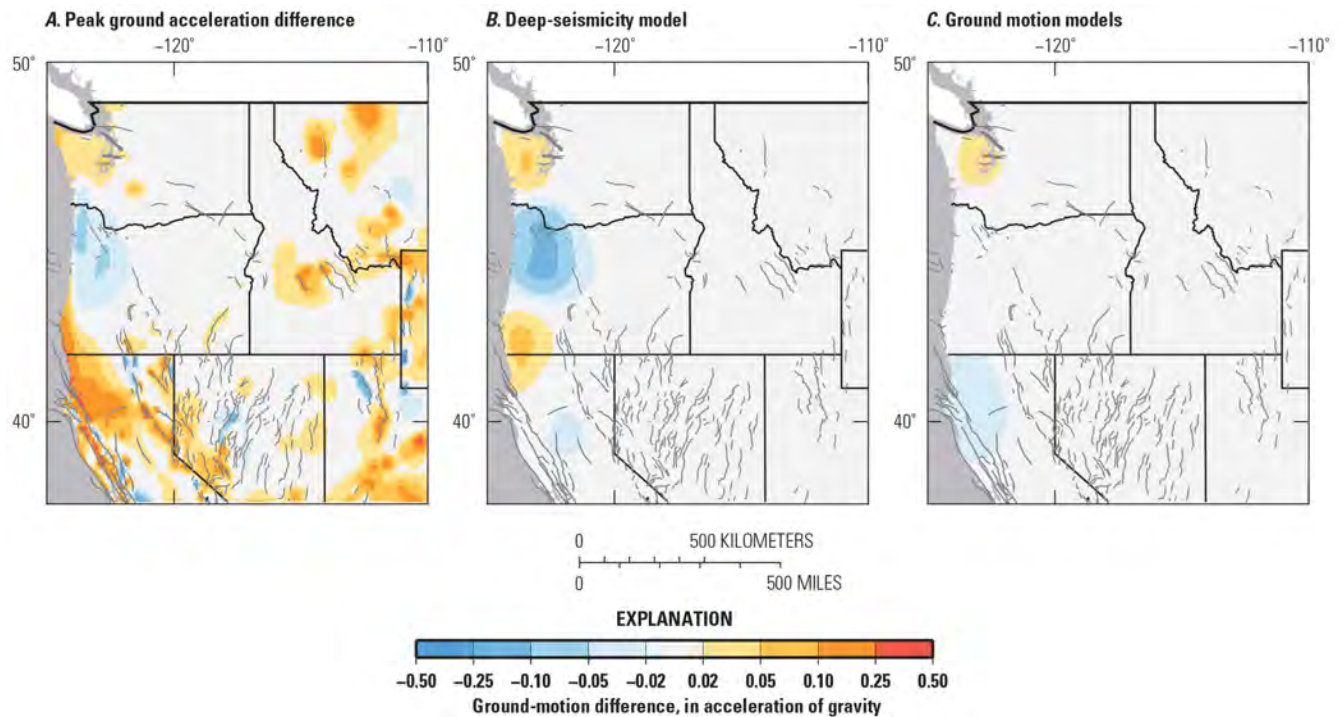 A. Peak ground acceleration difference
B. Deep-seismicity model
C. Ground motion models
−120° −110°
−120° −110°
−120° −110°
50°
50°
50°
40°
40°
40°
0 500 KILOMETERS
0 500 MILES
EXPLANATION
−0.50 −0.25 −0.10 −0.05 −0.02 0.02 0.05 0.10 0.25 0.50
Ground-motion difference, in acceleration of gravity